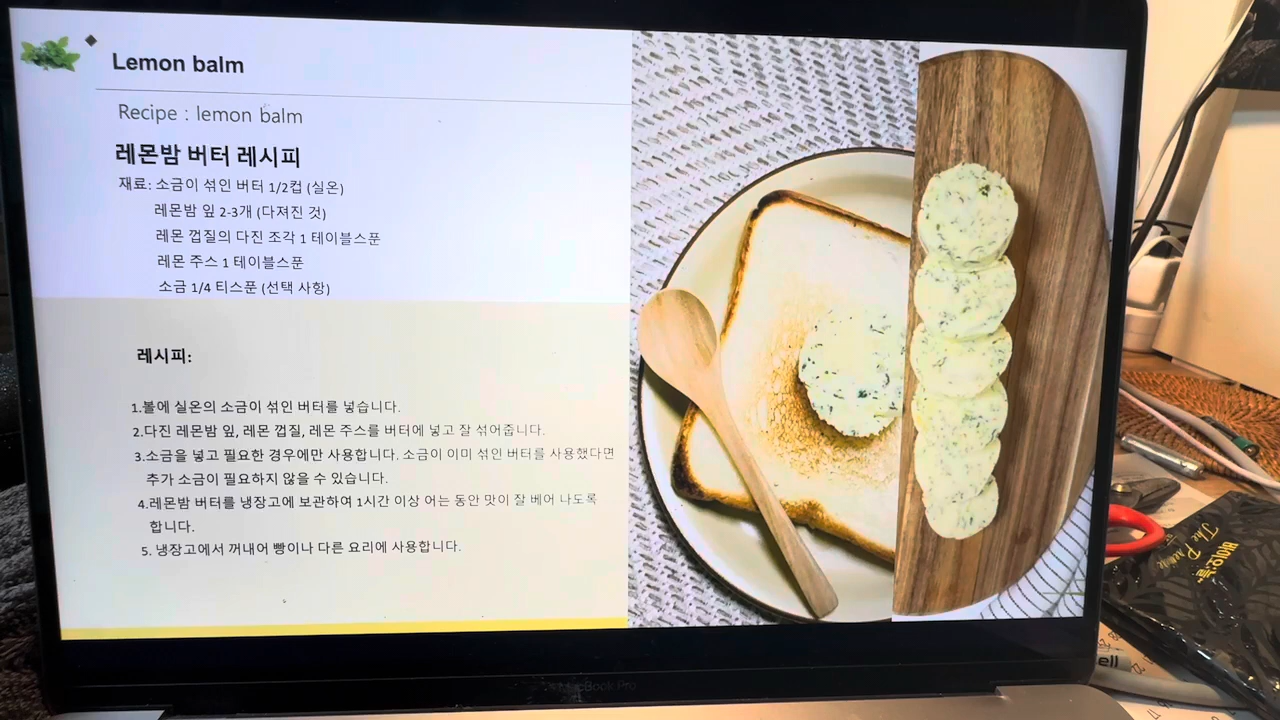 Lemon balm
Recipe : lemon balm
레몬밤 버터 레시피
재료: 소금이 섞인 버터 1/2컵 (실온)
레몬밤 잎 2-3개 (다져진 것)
레몬 껍질의 다진 조각 1 테이블스푼
레몬 주스 1 테이블스푼
소금 1/4 티스푼 (선택 사항)
레시피:
1.볼에 실온의 소금이 섞인 버터를 넣습니다.
2.다진 레몬밤 잎, 레몬 껍질, 레몬 주스를 버터에 넣고 잘 섞어줍니다.
3.소금을 넣고 필요한 경우에만 사용합니다. 소금이 이미 섞인 버터를 사용했다면
추가 소금이 필요하지 않을 수 있습니다.
4.레몬밤 버터를 냉장고에 보관하여 1시간 이상 어는 동안 맛이 잘 베어 나도록
합니다.
5. 냉장고에서 꺼내어 빵이나 다른 요리에 사용합니다.
MacBook Pro
바이오.플
The
ell